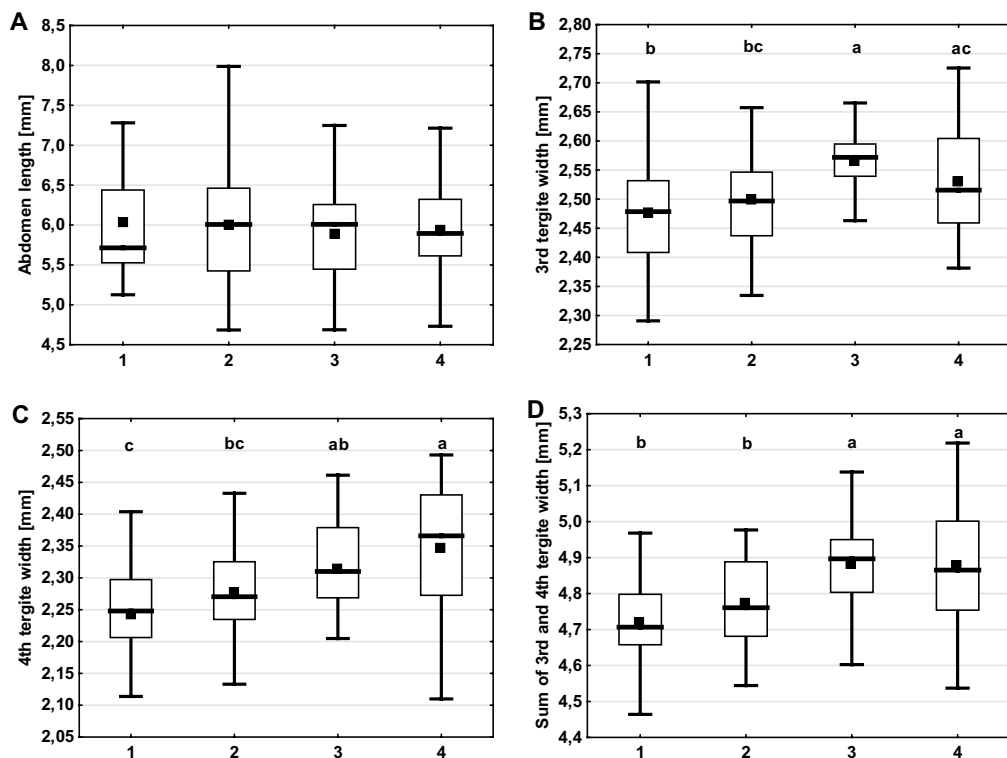 A
Abdomen length [mm]
8,5
8,0
7,5
7,0
6,5
6,0
5,5
5,0
4,5
1 2 3 4
B
3rd tergite width [mm]
2,80
2,75
2,70
2,65
2,60
2,55
2,50
2,45
2,40
2,35
2,30
2,25
b bc a ac
1 2 3 4
C
4th tergite width [mm]
2,55
2,50
2,45
2,40
2,35
2,30
2,25
2,20
2,15
2,10
2,05
c bc ab a
1 2 3 4
D
Sum of 3rd and 4th tergite width [mm]
5,3
5,2
5,1
5,0
4,9
4,8
4,7
4,6
4,5
4,4
b b a a
1 2 3 4